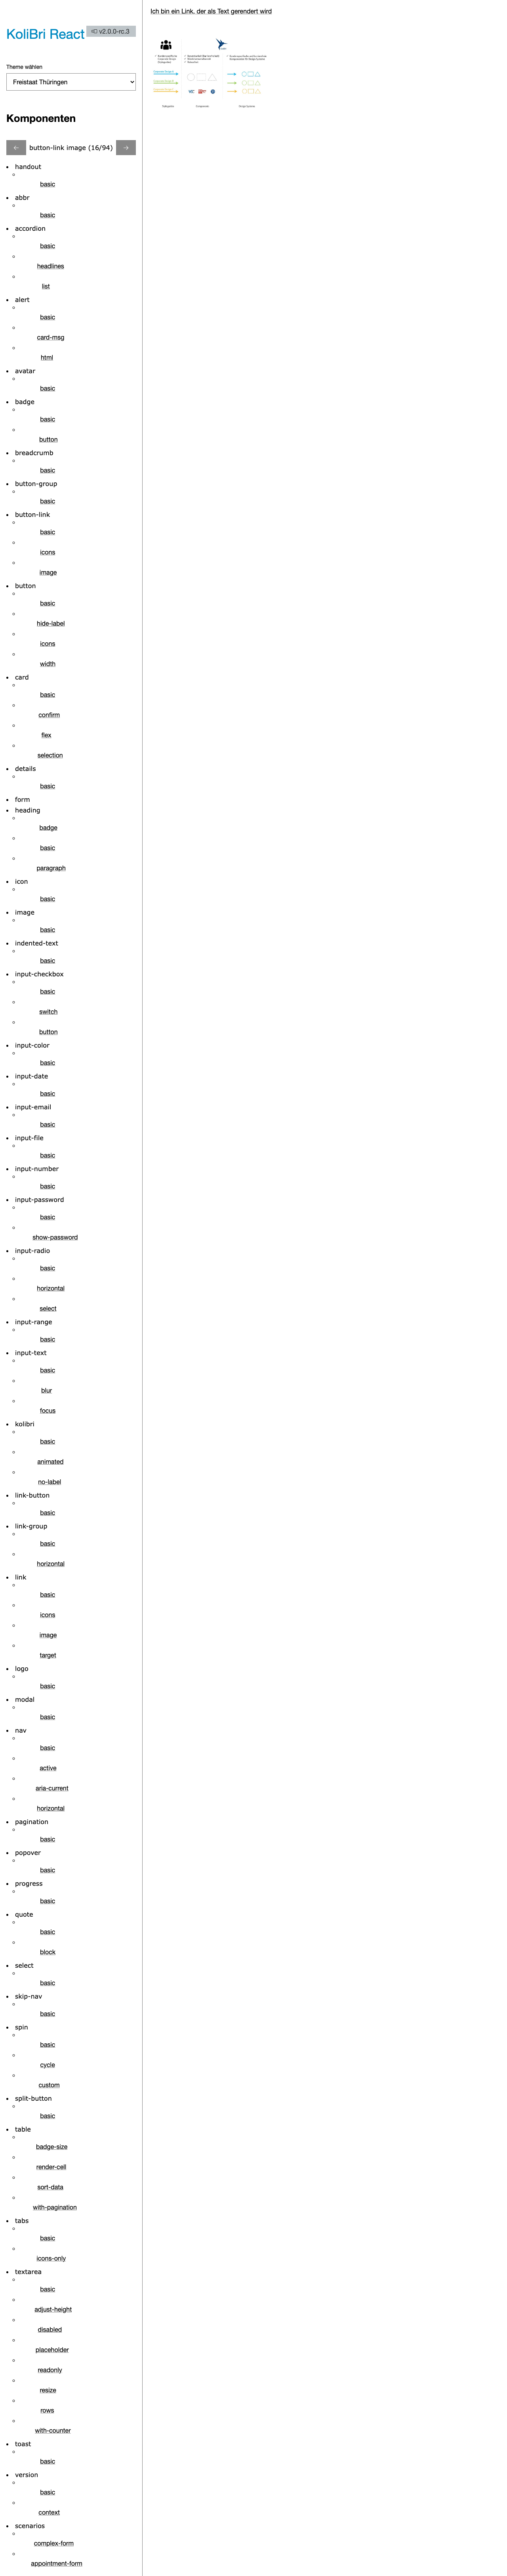 KoliBri React
v2.0.0-rc.3
Theme wählen
Freistaat Thüringen
Komponenten
button-link image (16/94)
handout
basic
abbr
basic
accordion
basic
headlines
list
alert
basic
card-msg
html
avatar
basic
badge
basic
button
breadcrumb
basic
button-group
basic
button-link
basic
icons
image
button
basic
hide-label
icons
width
card
basic
confirm
flex
selection
details
basic
form
heading
badge
basic
paragraph
icon
basic
image
basic
indented-text
basic
input-checkbox
basic
switch
button
input-color
basic
input-date
basic
input-email
basic
input-file
basic
input-number
basic
input-password
basic
show-password
input-radio
basic
horizontal
select
input-range
basic
input-text
basic
blur
focus
kolibri
basic
animated
no-label
link-button
basic
link-group
basic
horizontal
link
basic
icons
image
target
logo
basic
modal
basic
nav
basic
active
aria-current
horizontal
pagination
basic
popover
basic
progress
basic
quote
basic
block
select
basic
skip-nav
basic
spin
basic
cycle
custom
split-button
basic
table
badge-size
render-cell
sort-data
with-pagination
tabs
basic
icons-only
textarea
basic
adjust-height
disabled
placeholder
readonly
resize
rows
with-counter
toast
basic
version
basic
context
scenarios
complex-form
appointment-form
Ich bin ein Link, der als Text gerendert wird